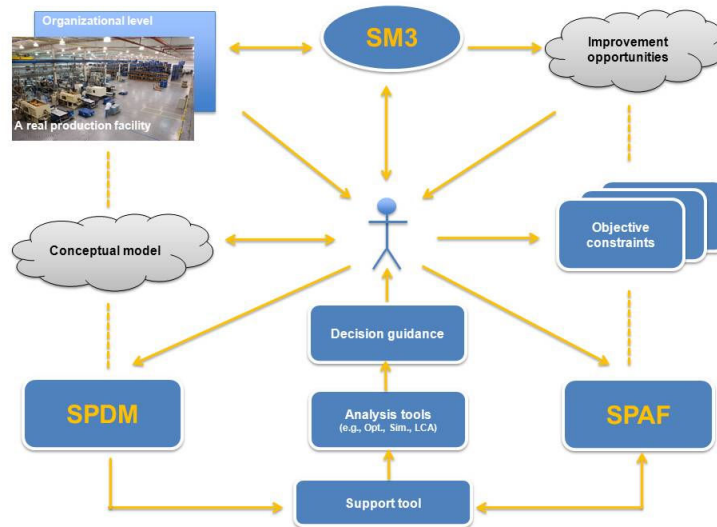 Organizational level
A real production facility
SM3
Improvement
opportunities
Conceptual model
Objective
constraints
Decision guidance
SPDM
Analysis tools
(e.g., Opt., Sim., LCA)
SPAF
Support tool